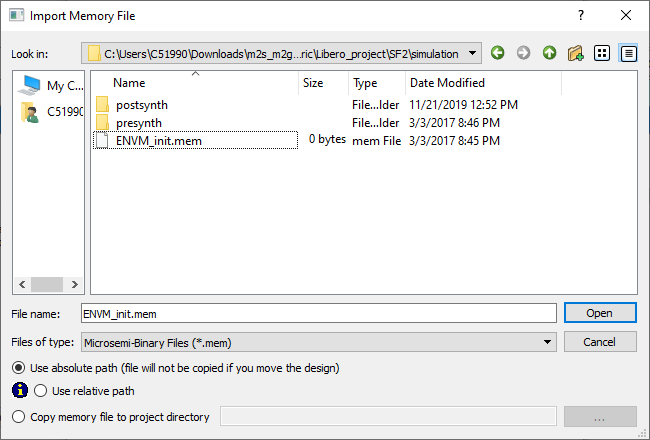 Import Memory File
?
Look in: C:\Users\C51990\Downloads\m2s_m2g...ric\Libero_project\SF2\simulation
My C...
C51990
Name Size Type Date Modified
postsynth File...lder 11/21/2019 12:52 PM
presynth File...lder 3/3/2017 8:46 PM
ENVM_init.mem 0 bytes mem File 3/3/2017 8:45 PM
File name: ENVM_init.mem Open
Files of type: Microsemi-Binary Files (*.mem) Cancel
Use absolute path (file will not be copied if you move the design)
Use relative path
Copy memory file to project directory ...